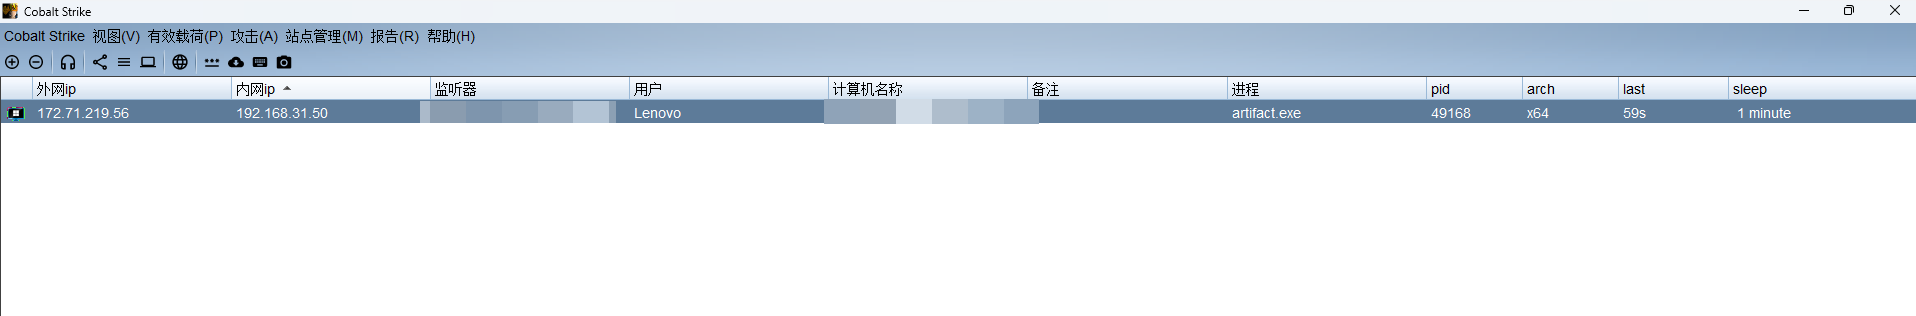 Cobalt Strike
Cobalt Strike 视图(V) 有效载荷(P) 攻击(A) 站点管理(M) 报告(R) 帮助(H)
外网ip 内网ip 监听器 用户 计算机名称 备注 进程 pid arch last sleep
172.71.219.56 192.168.31.50 Lenovo artifact.exe 49168 x64 59s 1 minute